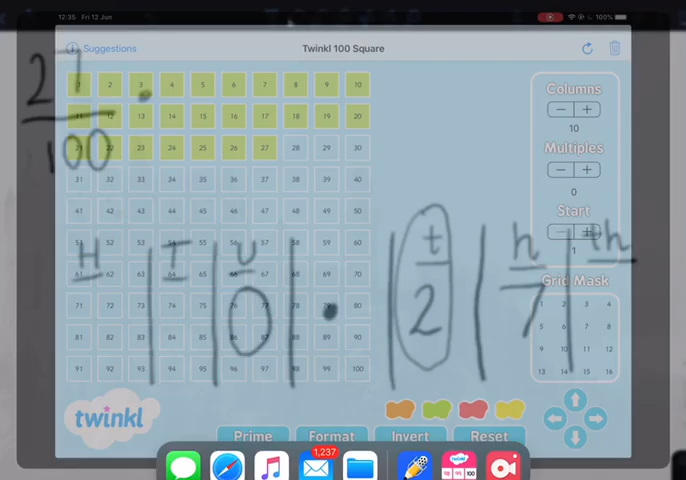 12:35 Fri 12 Jun
100%
Suggestions
Twinkl 100 Square
27
100
1 2 3 4 5 6 7 8 9 10
11 12 13 14 15 16 17 18 19 20
21 22 23 24 25 26 27 28 29 30
31 32 33 34 35 36 37 38 39 40
41 42 43 44 45 46 47 48 49 50
51 52 53 54 55 56 57 58 59 60
61 62 63 64 65 66 67 68 69 70
71 72 73 74 75 76 77 78 79 80
81 82 83 84 85 86 87 88 89 90
91 92 93 94 95 96 97 98 99 100
Columns
10
Multiples
0
Start
1
Grid Mask
1 2 3 4
5 6 7 8
9 10 11 12
13 14 15 16
H T U t h th
0 . 2 7
twinkl
Prime Format Invert Reset
1,237
twinkl
98 99 100